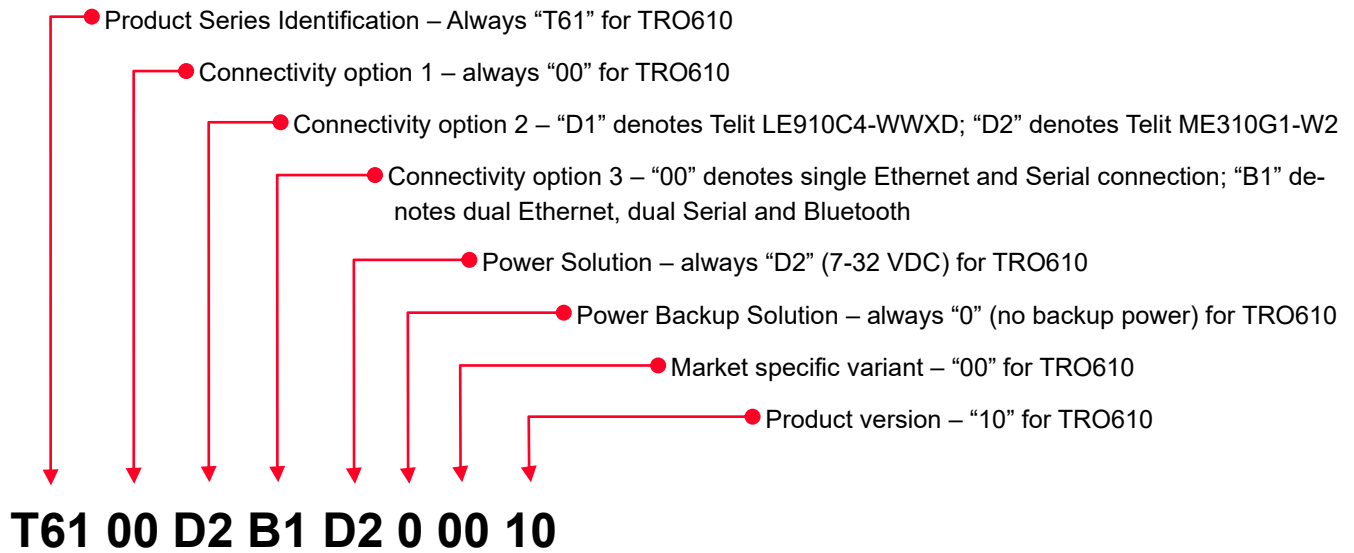 Product Series Identification – Always “T61” for TRO610
Connectivity option 1 – always “00” for TRO610
Connectivity option 2 – “D1” denotes Telit LE910C4-WWXD; “D2” denotes Telit ME310G1-W2
Connectivity option 3 – “00” denotes single Ethernet and Serial connection; “B1” de-
notes dual Ethernet, dual Serial and Bluetooth
Power Solution – always “D2” (7-32 VDC) for TRO610
Power Backup Solution – always “0” (no backup power) for TRO610
Market specific variant – “00” for TRO610
Product version – “10” for TRO610
T61 00 D2 B1 D2 0 00 10